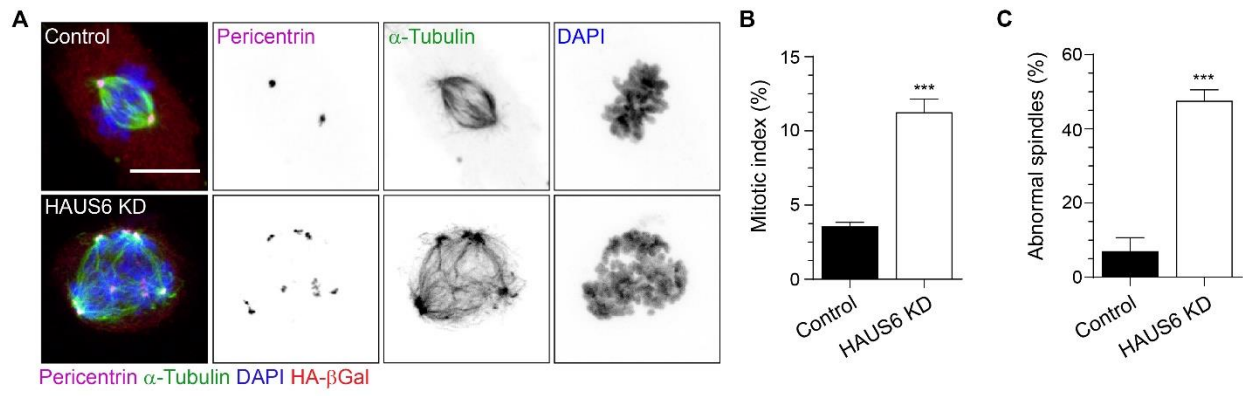 A
Control
Pericentrin
α-Tubulin
DAPI
HAUS6 KD
Pericentrin α-Tubulin DAPI HA-βGal
B
Mitotic index (%)
15
10
5
0
***
Control
HAUS6 KD
C
Abnormal spindles (%)
60
40
20
0
***
Control
HAUS6 KD